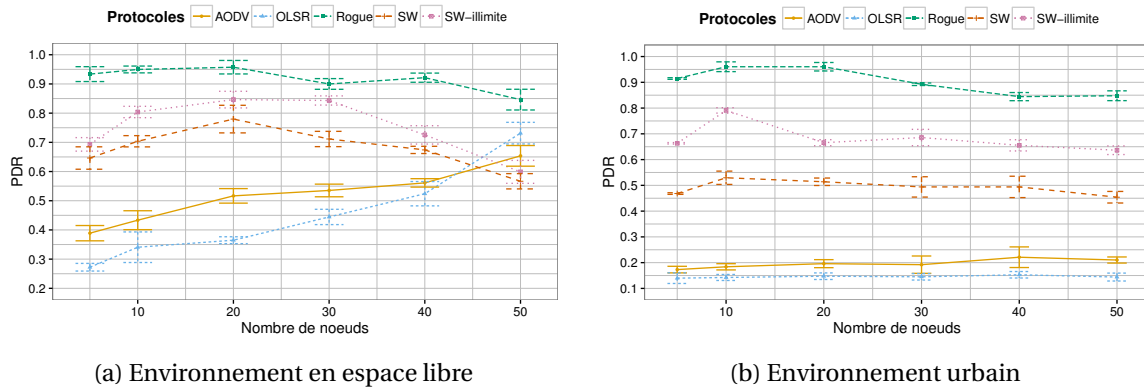 Protocoles AODV OLSR Rogue SW SW-illimite
1.0
0.9
0.8
0.7
0.6
0.5
0.4
0.3
0.2
PDR
10 20 30 40 50
Nombre de noeuds
(a) Environnement en espace libre
Protocoles AODV OLSR Rogue SW SW-illimite
1.0
0.9
0.8
0.7
0.6
0.5
0.4
0.3
0.2
0.1
PDR
10 20 30 40 50
Nombre de noeuds
(b) Environnement urbain